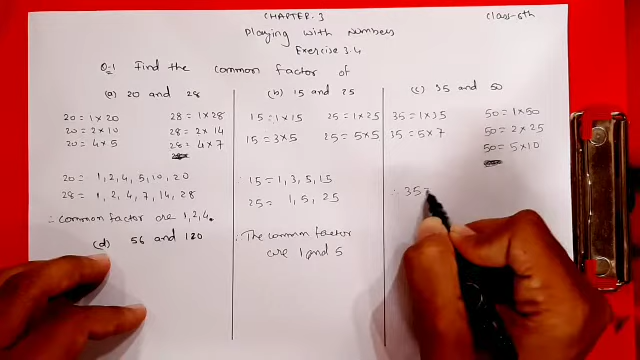 CHAPTER. 3
Class-6th
Playing with Numbers
Exercise 3.4
Q.1 Find the common factor of
(a) 20 and 28
20 = 1×20
20 = 2×10
20 = 4×5
28 = 1×28
28 = 2×14
28 = 4×7
20 = 1, 2, 4, 5, 10, 20
28 = 1, 2, 4, 7, 14, 28
∴ Common factor are 1, 2, 4.
(d) 56 and 120
(b) 15 and 25
15 = 1×15
15 = 3×5
25 = 1×25
25 = 5×5
15 = 1, 3, 5, 15
25 = 1, 5, 25
∴ The common factor
are 1 and 5
(c) 35 and 50
35 = 1×35
35 = 5×7
50 = 1×50
50 = 2×25
50 = 5×10
∴ 35